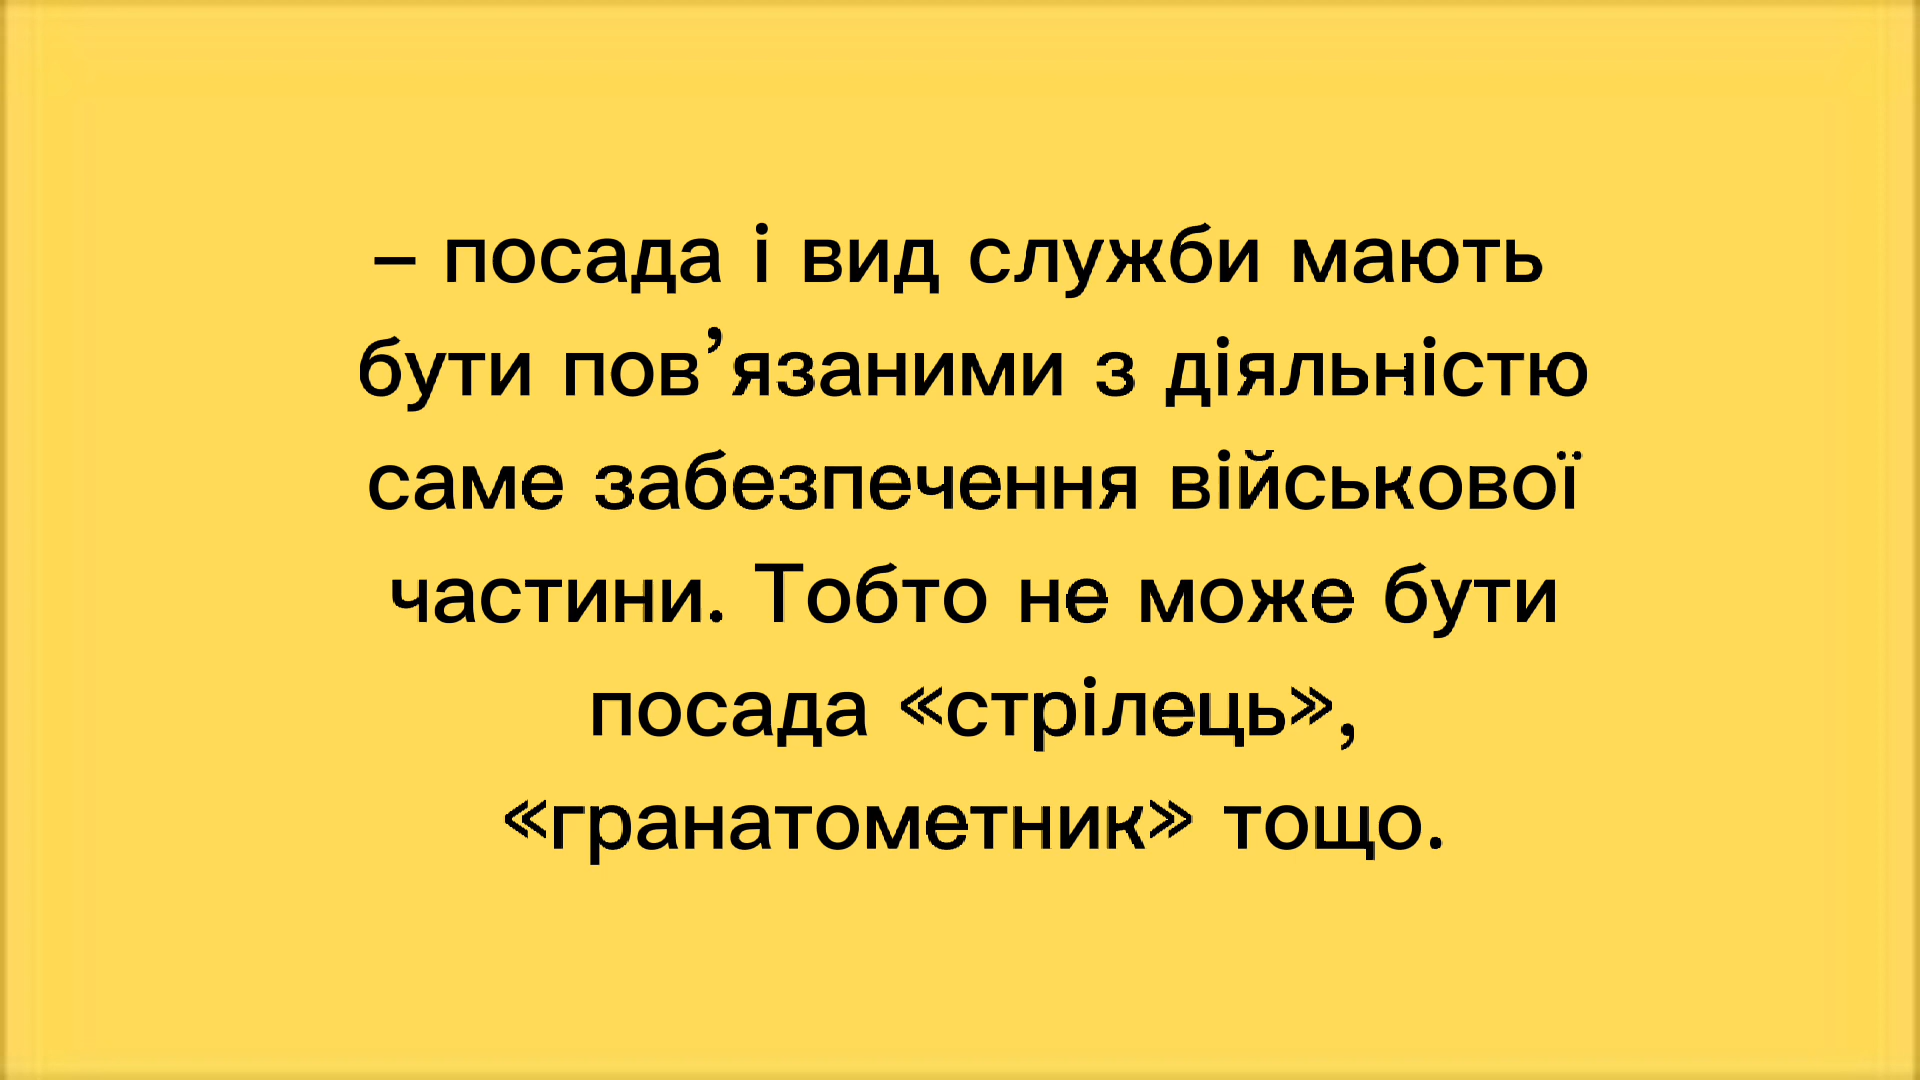 – посада і вид служби мають
бути пов’язаними з діяльністю
саме забезпечення військової
частини. Тобто не може бути
посада «стрілець»,
«гранатометник» тощо.